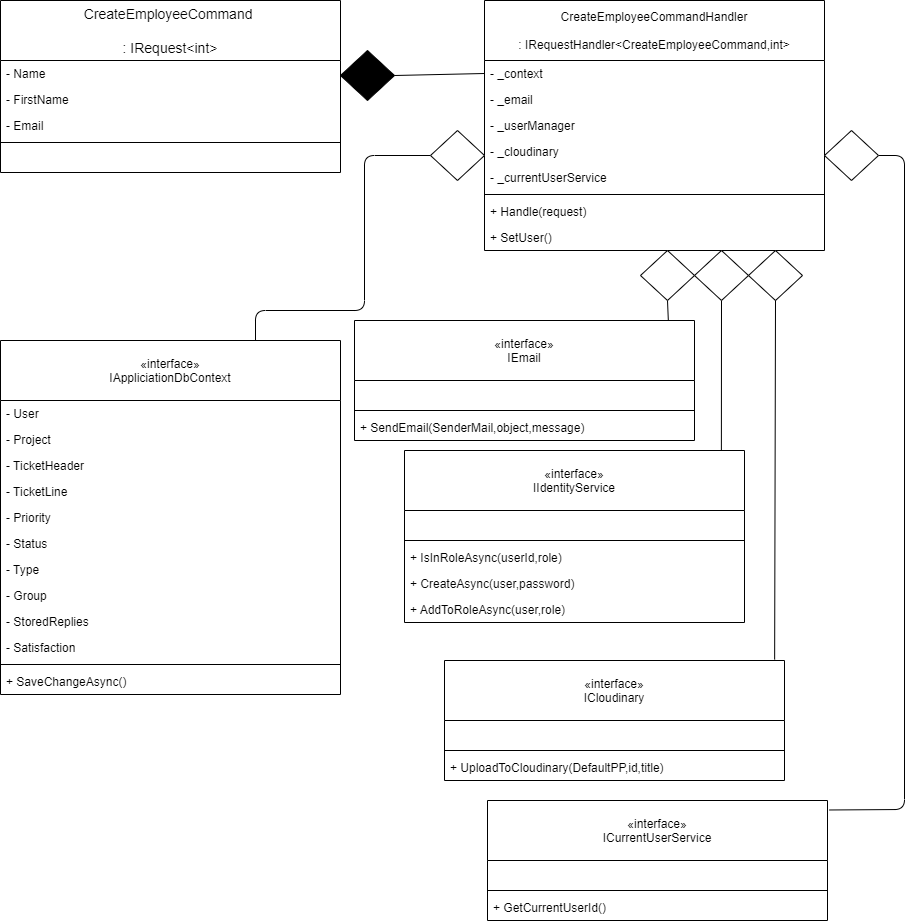 CreateEmployeeCommand
: IRequest<int>
- Name
- FirstName
- Email
CreateEmployeeCommandHandler
: IRequestHandler<CreateEmployeeCommand,int>
- _context
- _email
- _userManager
- _cloudinary
- _currentUserService
+ Handle(request)
+ SetUser()
«interface»
IAppliciationDbContext
- User
- Project
- TicketHeader
- TicketLine
- Priority
- Status
- Type
- Group
- StoredReplies
- Satisfaction
+ SaveChangeAsync()
«interface»
IEmail
+ SendEmail(SenderMail,object,message)
«interface»
IIdentityService
+ IsInRoleAsync(userId,role)
+ CreateAsync(user,password)
+ AddToRoleAsync(user,role)
«interface»
ICloudinary
+ UploadToCloudinary(DefaultPP,id,title)
«interface»
ICurrentUserService
+ GetCurrentUserId()